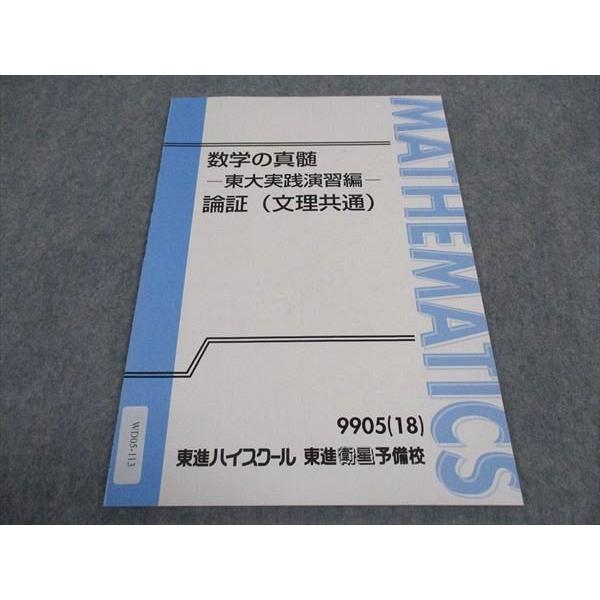 数学の真髄
―東大実践演習編―
論証（文理共通）
MATHEMATICS
9905(18)
東進ハイスクール 東進衛星予備校
WD05-113